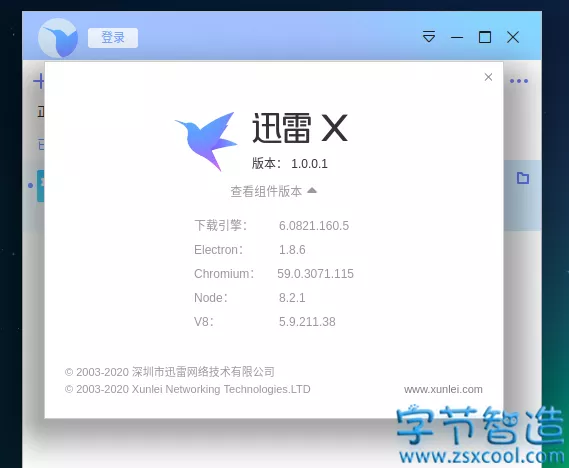 登录
迅雷 X
版本： 1.0.0.1
查看组件版本
下载引擎： 6.0821.160.5
Electron： 1.8.6
Chromium： 59.0.3071.115
Node： 8.2.1
V8： 5.9.211.38
© 2003-2020 深圳市迅雷网络技术有限公司
© 2003-2020 Xunlei Networking Technologies.LTD www.xunlei.com
字节智造
www.zsxcool.com